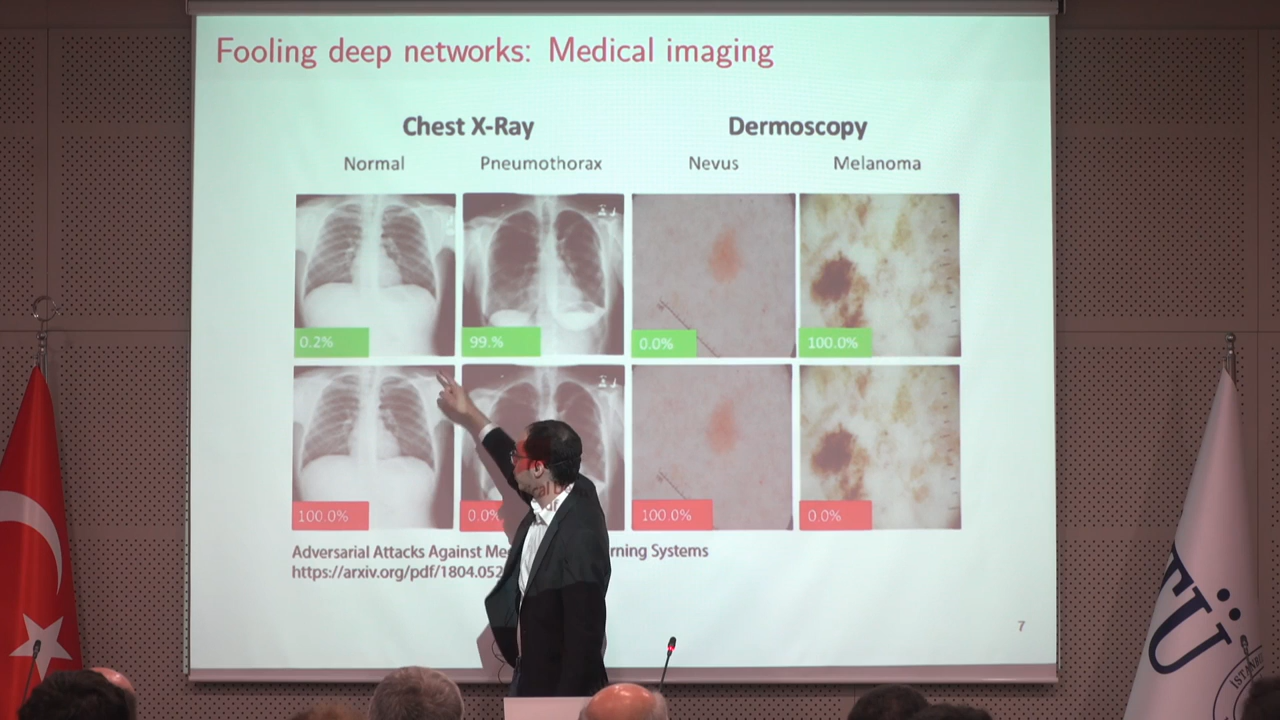 Fooling deep networks: Medical imaging
Chest X-Ray Dermoscopy
Normal Pneumothorax Nevus Melanoma
0.2% 99.% 0.0% 100.0%
100.0% 0.0% 100.0% 0.0%
Adversarial Attacks Against rning Systems
https://arxiv.org/pdf/1804.052
7
TÜ
İSTANB